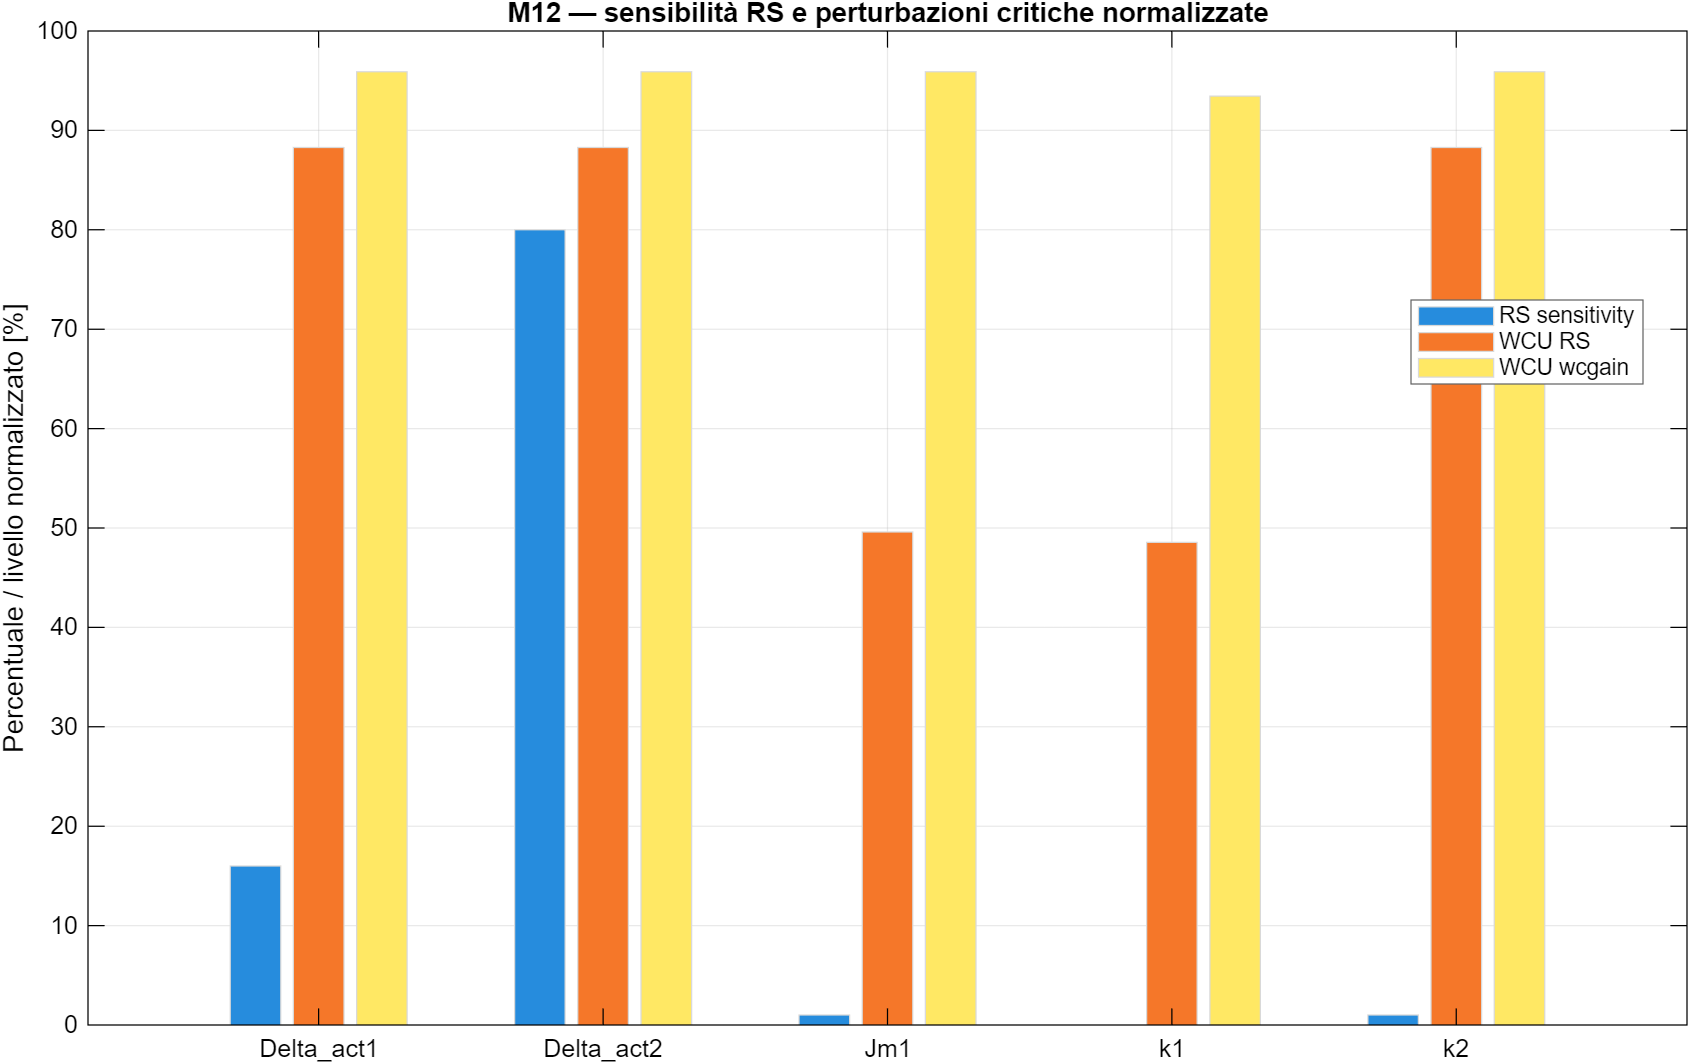 M12 — sensibilità RS e perturbazioni critiche normalizzate
Percentuale / livello normalizzato [%]
100
90
80
70
60
50
40
30
20
10
0
RS sensitivity
WCU RS
WCU wcgain
Delta_act1 Delta_act2 Jm1 k1 k2